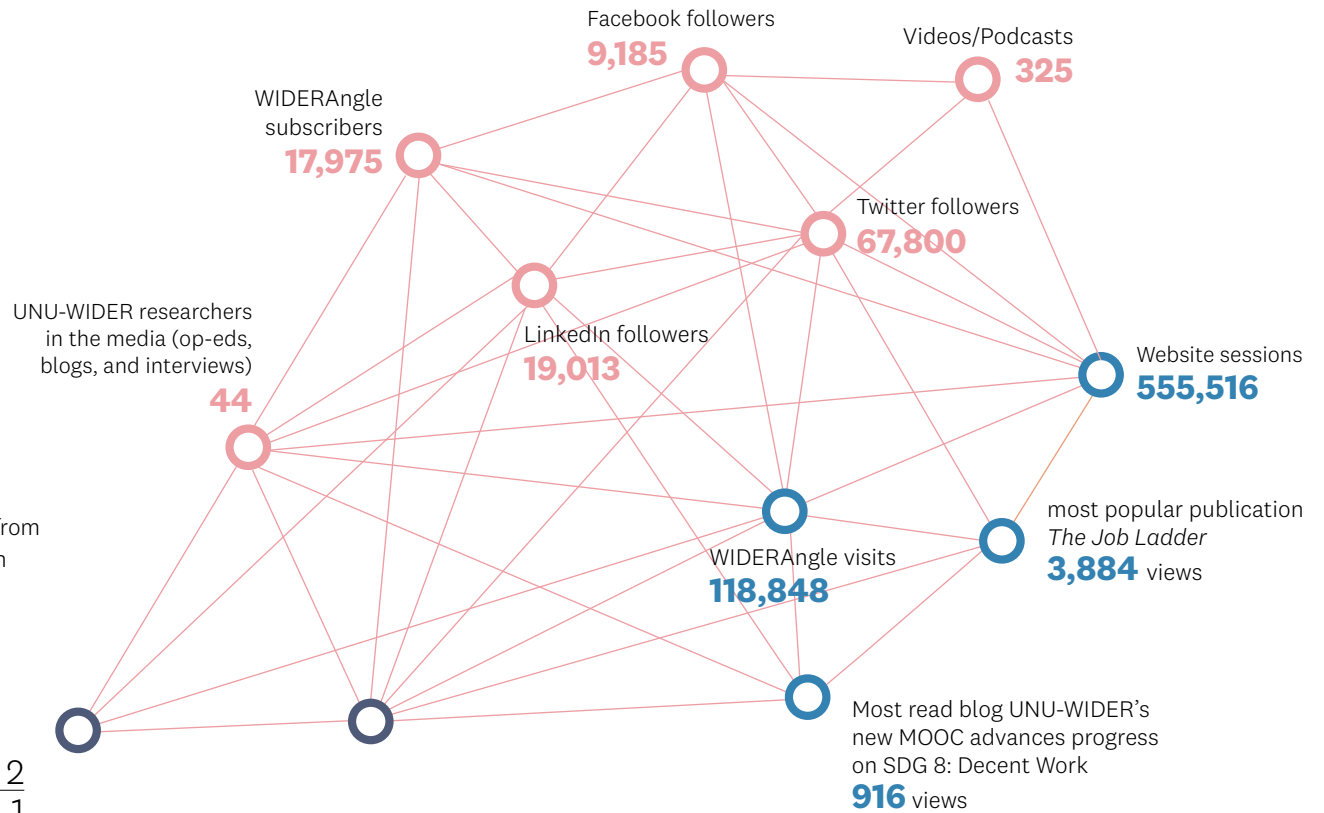 Facebook followers
9,185
Videos/Podcasts
325
WIDERAngle
subscribers
17,975
Twitter followers
67,800
UNU-WIDER researchers
in the media (op-eds,
blogs, and interviews)
44
LinkedIn followers
19,013
Website sessions
555,516
most popular publication
The Job Ladder
3,884 views
WIDERAngle visits
118,848
Most read blog UNU-WIDER’s
new MOOC advances progress
on SDG 8: Decent Work
916 views
2
1